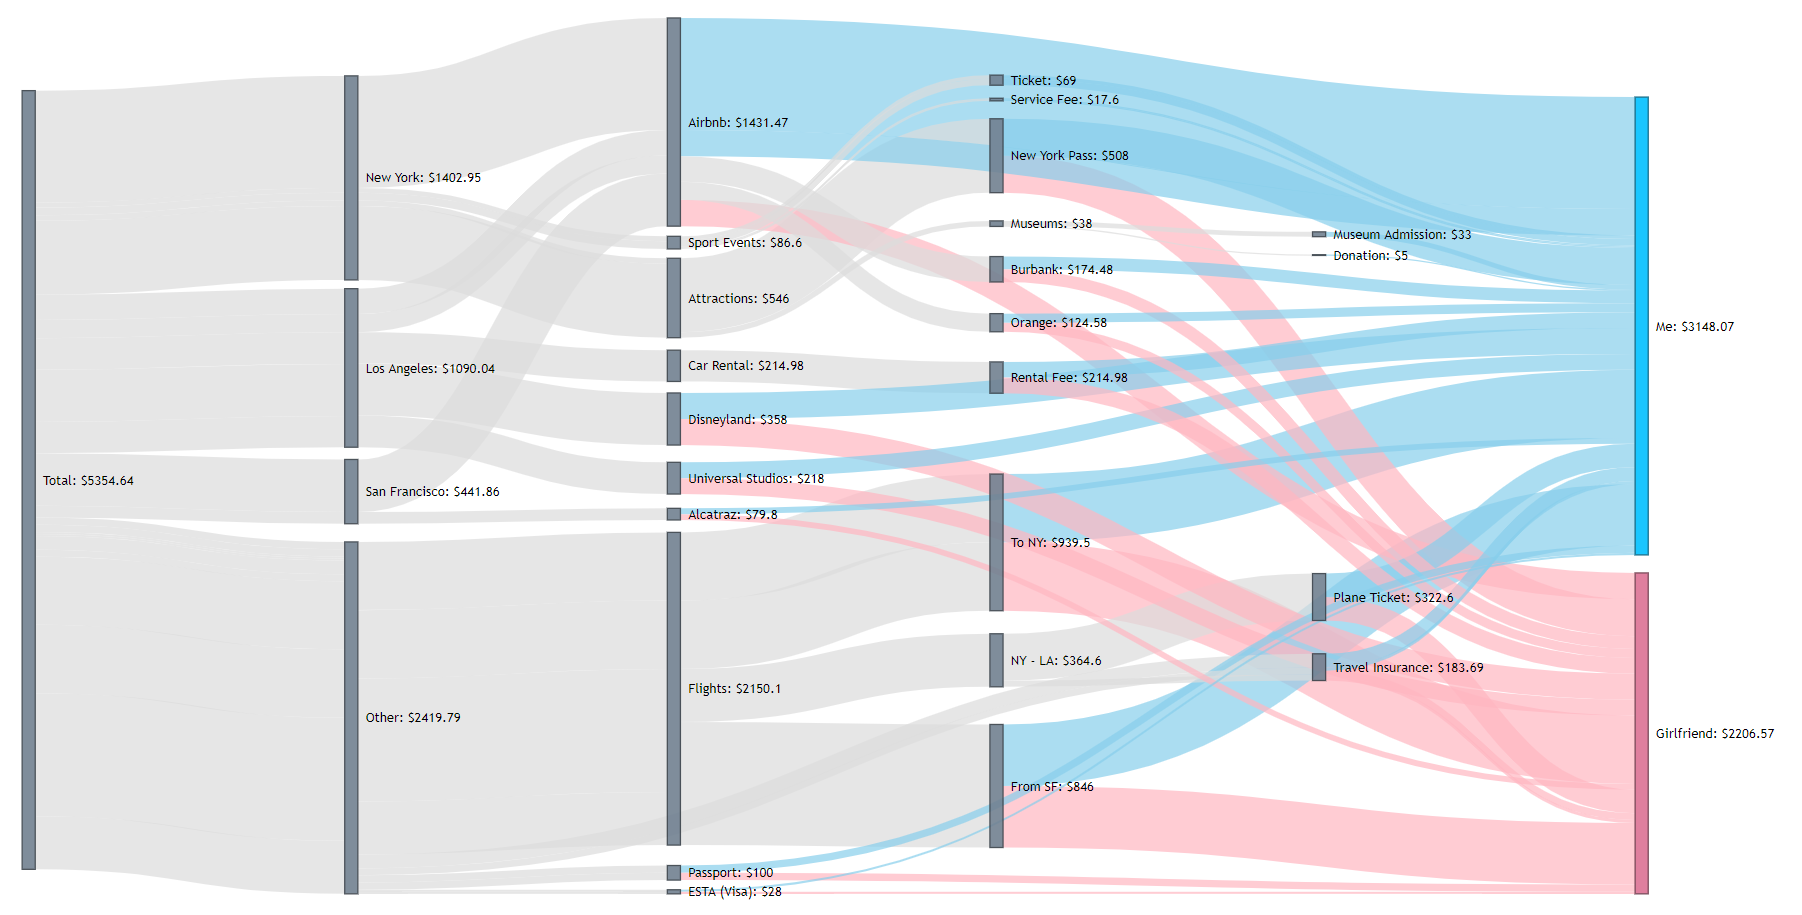 Total: $5354.64
New York: $1402.95
Los Angeles: $1090.04
San Francisco: $441.86
Other: $2419.79
Airbnb: $1431.47
Sport Events: $86.6
Attractions: $546
Car Rental: $214.98
Disneyland: $358
Universal Studios: $218
Alcatraz: $79.8
Flights: $2150.1
Passport: $100
ESTA (Visa): $28
Ticket: $69
Service Fee: $17.6
New York Pass: $508
Museums: $38
Burbank: $174.48
Orange: $124.58
Rental Fee: $214.98
To NY: $939.5
NY - LA: $364.6
From SF: $846
Museum Admission: $33
Donation: $5
Plane Ticket: $322.6
Travel Insurance: $183.69
Me: $3148.07
Girlfriend: $2206.57